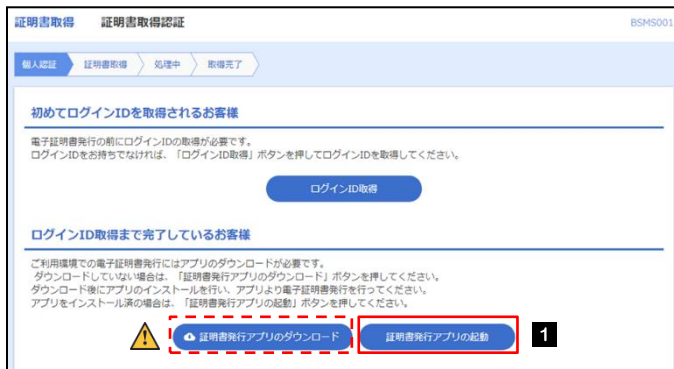 証明書取得 証明書取得認証 BSMS001
個人認証 証明書取得 処理中 取得完了
初めてログインIDを取得されるお客様
電子証明書発行の前にログインIDの取得が必要です。
ログインIDをお持ちでなければ、「ログインID取得」ボタンを押してログインIDを取得してください。
ログインID取得
ログインID取得まで完了しているお客様
ご利用環境での電子証明書発行にはアプリのダウンロードが必要です。
ダウンロードしていない場合は、「証明書発行アプリのダウンロード」ボタンを押してください。
ダウンロード後にアプリのインストールを行い、アプリより電子証明書発行を行ってください。
アプリをインストール済の場合は、「証明書発行アプリの起動」ボタンを押してください。
証明書発行アプリのダウンロード 証明書発行アプリの起動 1